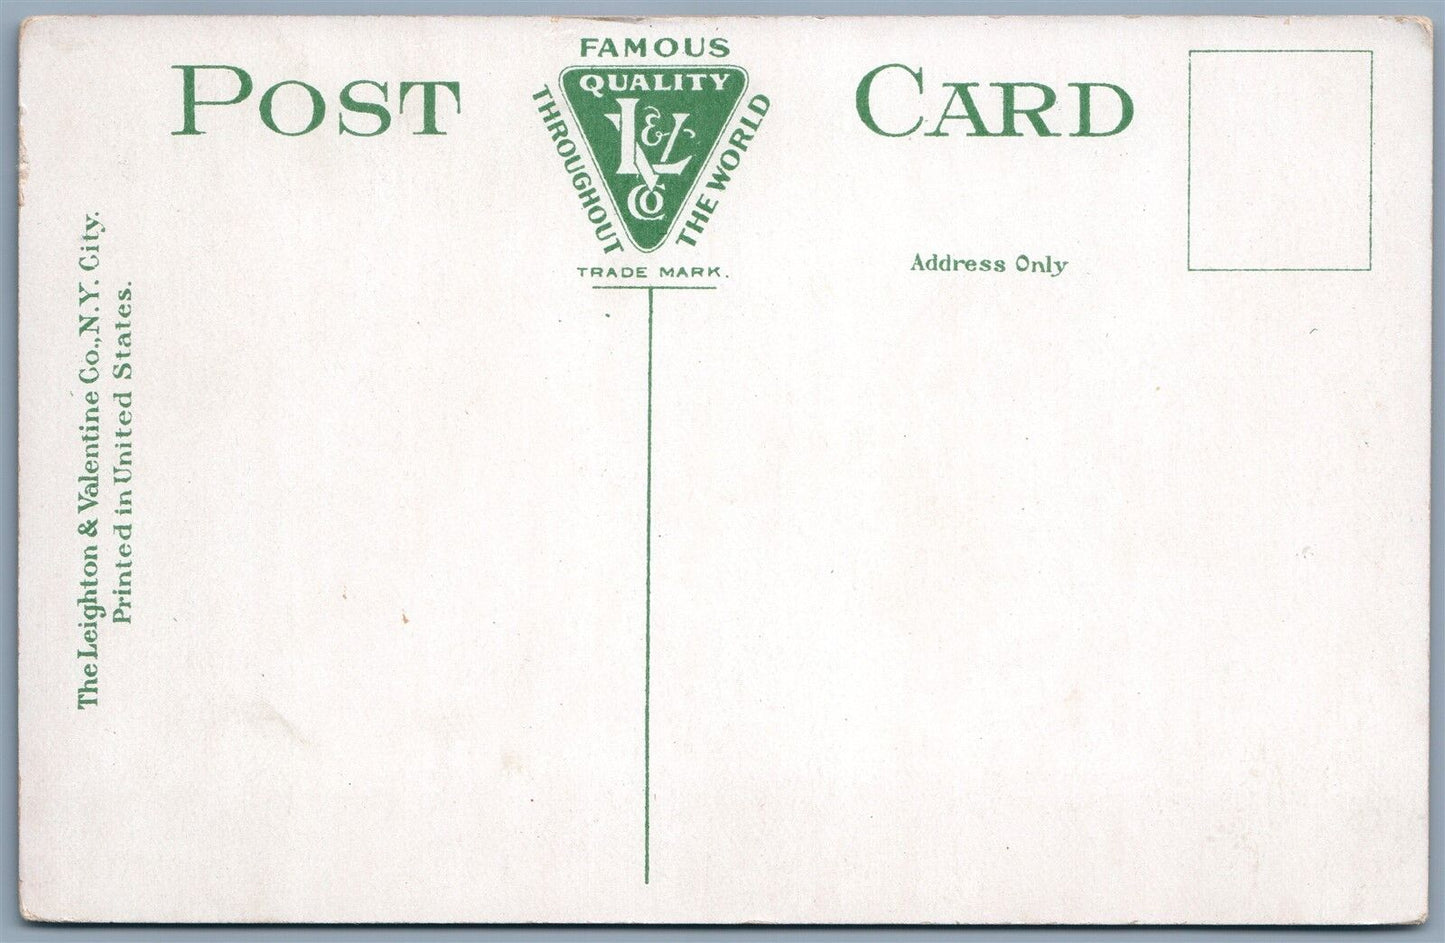 POST CARD
FAMOUS
QUALITY
THROUGHOUT
THE WORLD
L & V
Co
TRADE MARK.
Address Only
The Leighton & Valentine Co., N.Y. City.
Printed in United States.